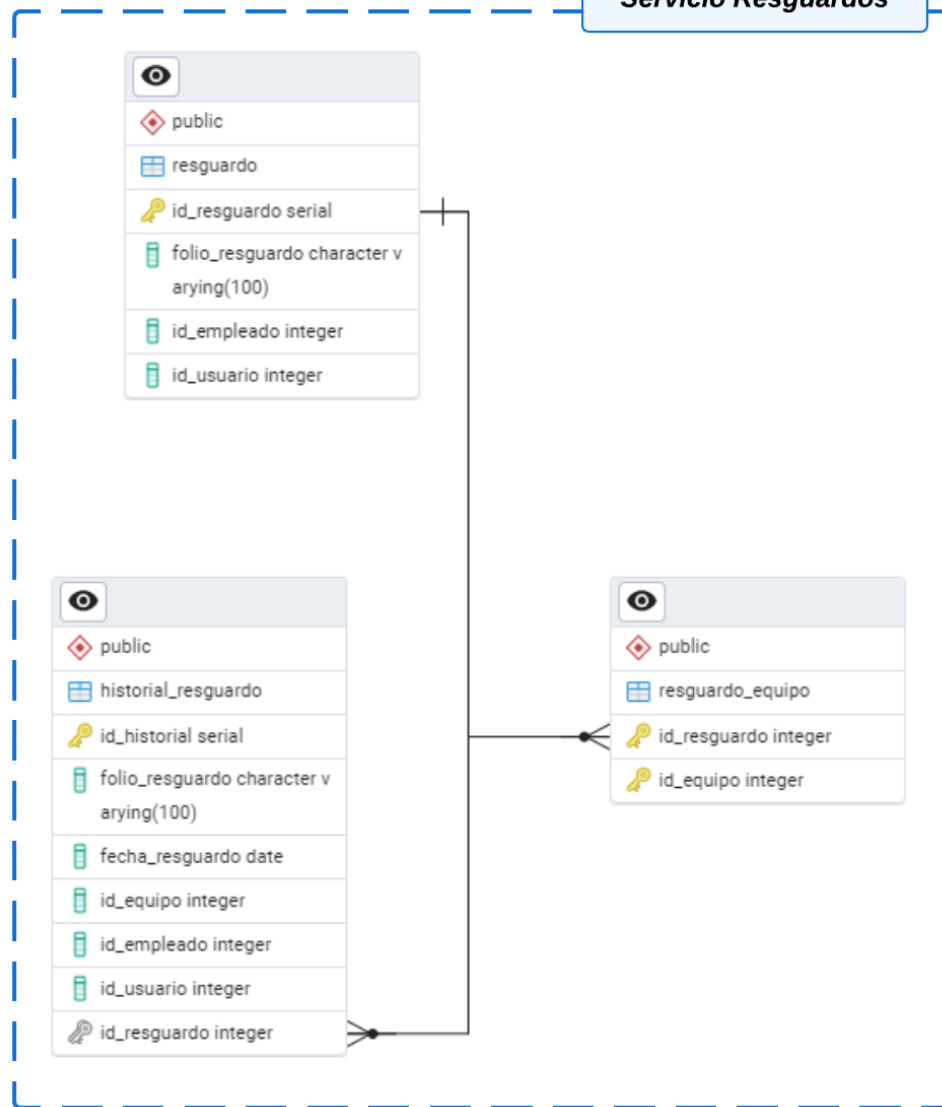 Servicio Resguardos
public
resguardo
id_resguardo serial
folio_resguardo character v
arying(100)
id_empleado integer
id_usuario integer
public
historial_resguardo
id_historial serial
folio_resguardo character v
arying(100)
fecha_resguardo date
id_equipo integer
id_empleado integer
id_usuario integer
id_resguardo integer
public
resguardo_equipo
id_resguardo integer
id_equipo integer